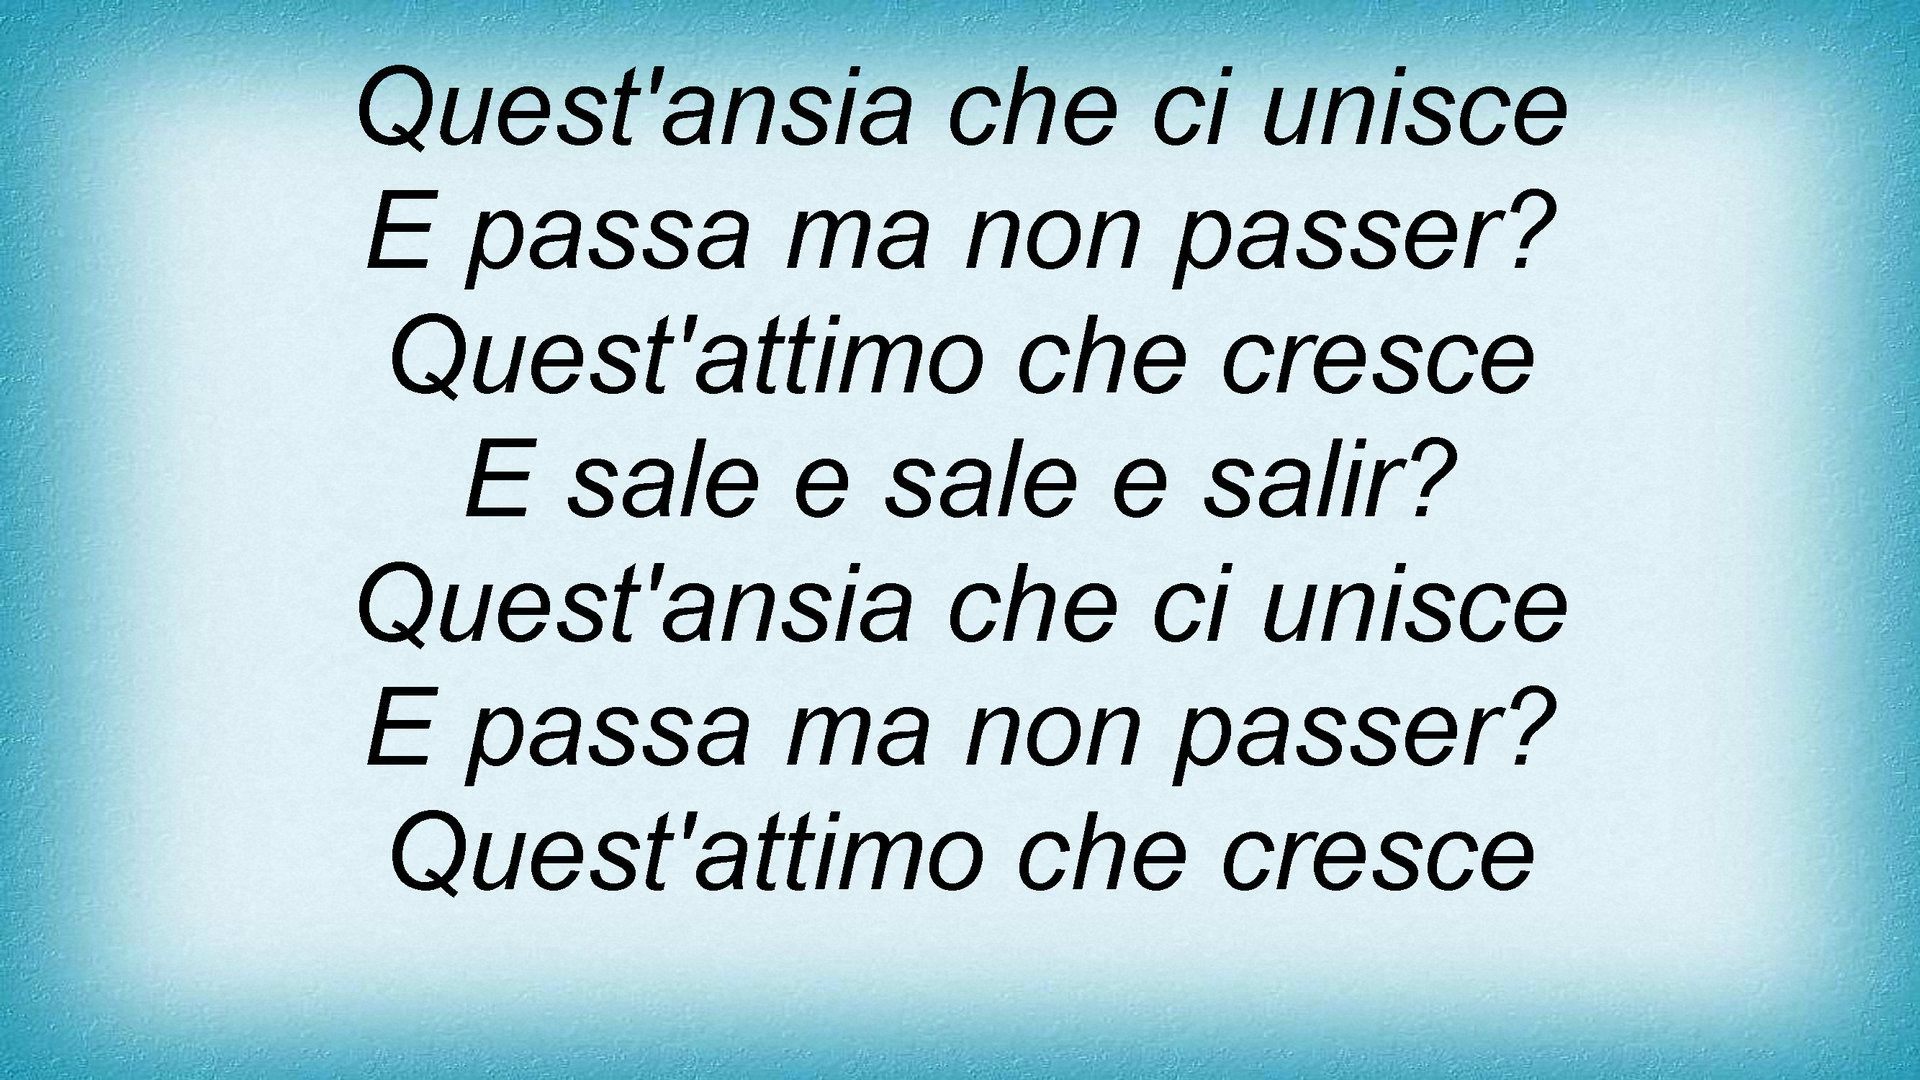 Quest'ansia che ci unisce
E passa ma non passer?
Quest'attimo che cresce
E sale e sale e salir?
Quest'ansia che ci unisce
E passa ma non passer?
Quest'attimo che cresce